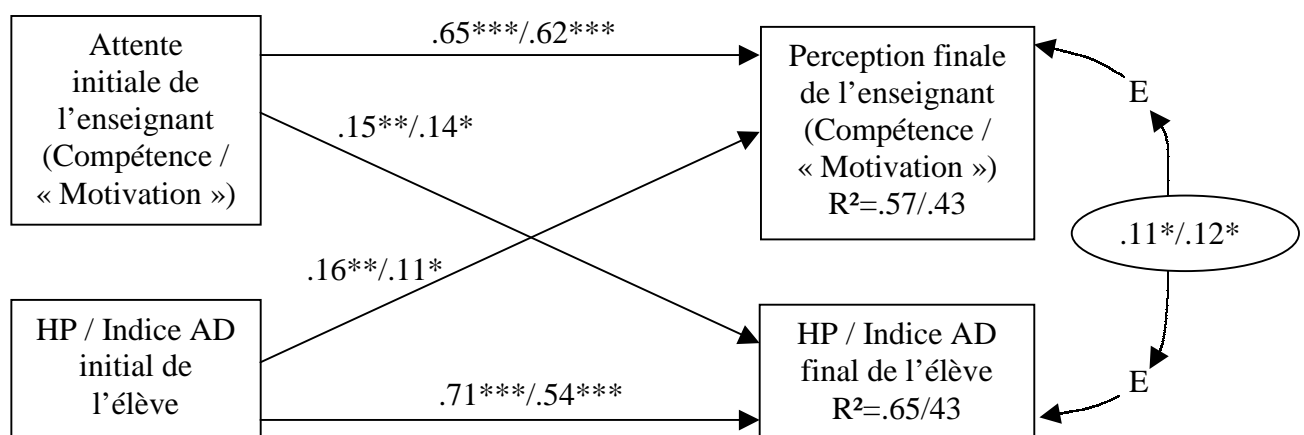 Attente
initiale de
l’enseignant
(Compétence /
« Motivation »)
.65***/.62***
.15**/.14*
Perception finale
de l’enseignant
(Compétence /
« Motivation »)
R²=.57/.43
E
.11*/.12*
.16**/.11*
HP / Indice AD
initial de
l’élève
.71***/.54***
HP / Indice AD
final de l’élève
R²=.65/43
E